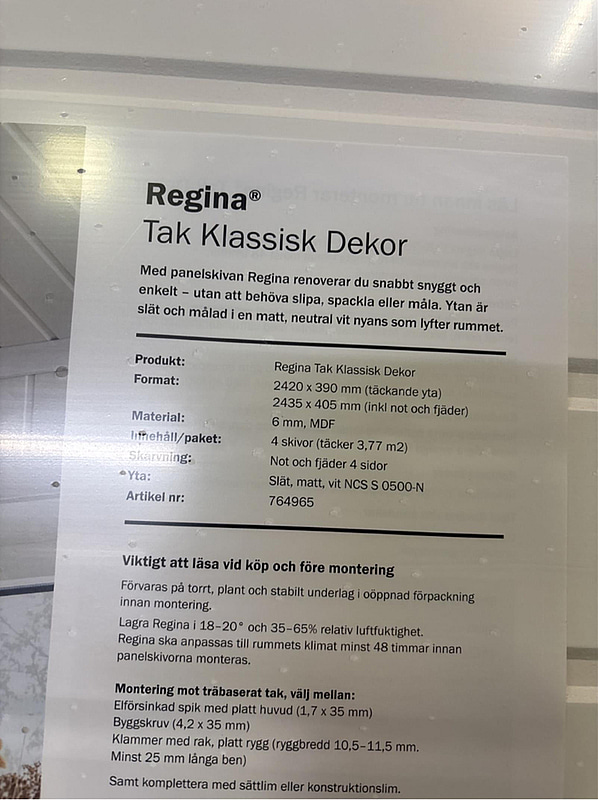 Regina®
Tak Klassisk Dekor
Med panelskivan Regina renoverar du snabbt snyggt och
enkelt – utan att behöva slipa, spackla eller måla. Ytan är
slät och målad i en matt, neutral vit nyans som lyfter rummet.
Produkt: Regina Tak Klassisk Dekor
Format: 2420 x 390 mm (täckande yta)
2435 x 405 mm (inkl not och fjäder)
Material: 6 mm, MDF
Innehåll/paket: 4 skivor (täcker 3,77 m2)
Skarvning: Not och fjäder 4 sidor
Yta: Slät, matt, vit NCS S 0500-N
Artikel nr: 764965
Viktigt att läsa vid köp och före montering
Förvaras på torrt, plant och stabilt underlag i oöppnad förpackning
innan montering.
Lagra Regina i 18–20° och 35–65% relativ luftfuktighet.
Regina ska anpassas till rummets klimat minst 48 timmar innan
panelskivorna monteras.
Montering mot träbaserat tak, välj mellan:
Elförsinkad spik med platt huvud (1,7 x 35 mm)
Byggskruv (4,2 x 35 mm)
Klammer med rak, platt rygg (ryggbredd 10,5–11,5 mm.
Minst 25 mm långa ben)
Samt komplettera med sättlim eller konstruktionslim.